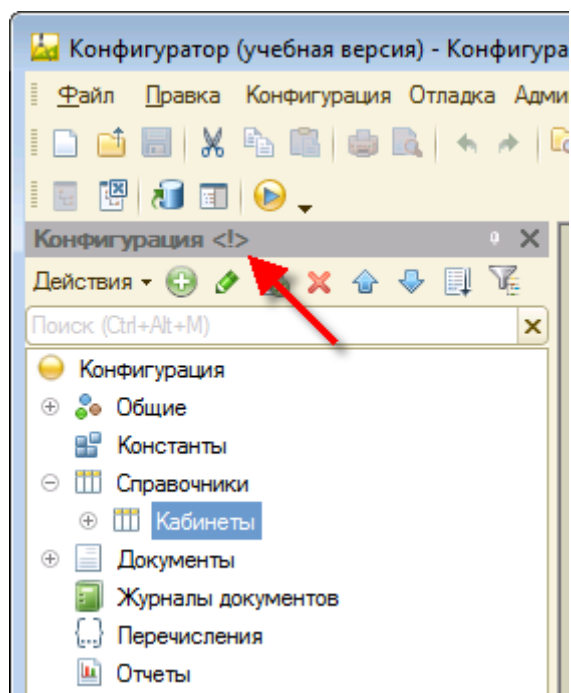 Конфигуратор (учебная версия) - Конфигура
Файл Правка Конфигурация Отладка Адми
Конфигурация <!>
Действия
Поиск (Ctrl+Alt+M)
Конфигурация
Общие
Константы
Справочники
Кабинеты
Документы
Журналы документов
Перечисления
Отчеты